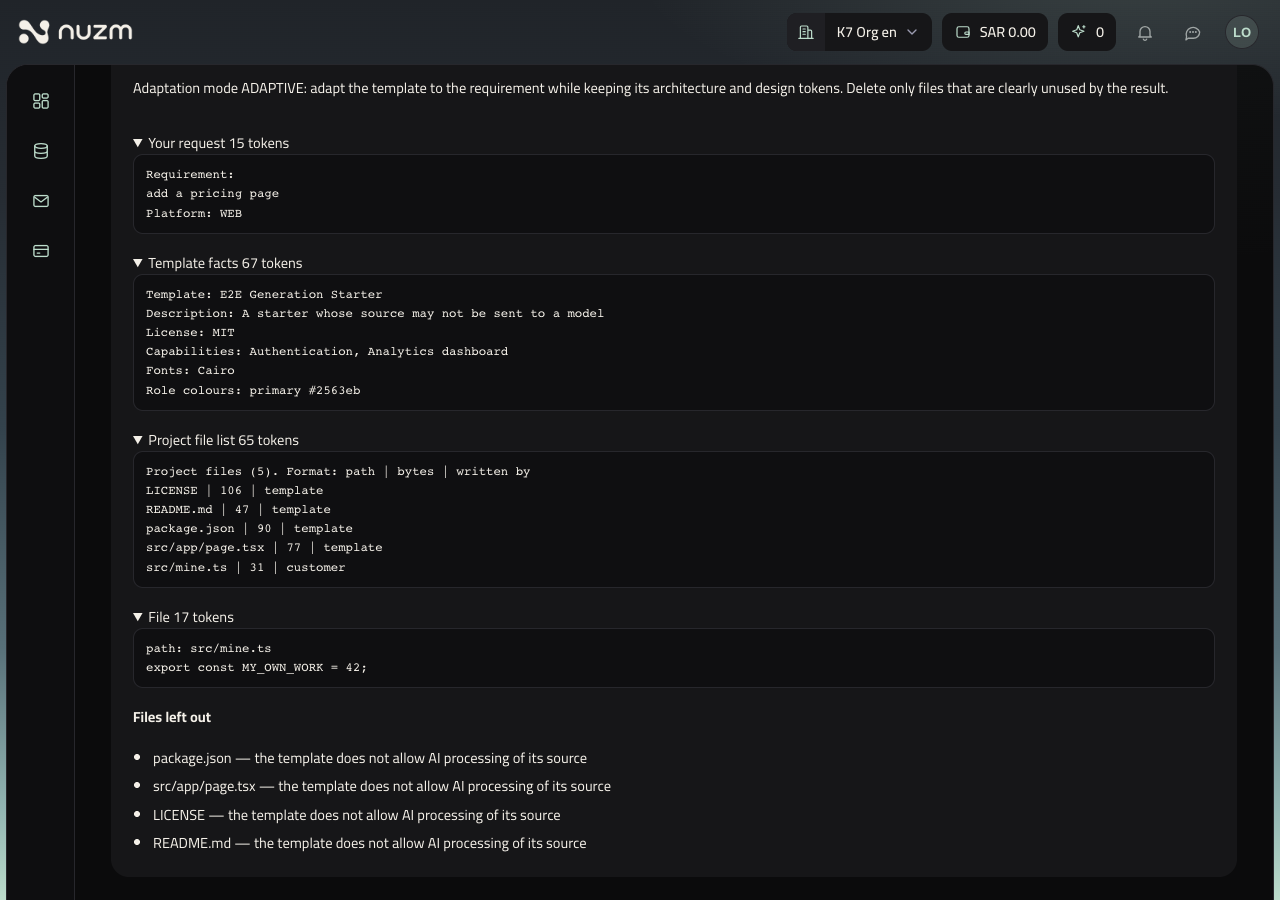 nuzm
K7 Org en
SAR 0.00
0
LO
Adaptation mode ADAPTIVE: adapt the template to the requirement while keeping its architecture and design tokens. Delete only files that are clearly unused by the result.
▼ Your request 15 tokens
Requirement:
add a pricing page
Platform: WEB
▼ Template facts 67 tokens
Template: E2E Generation Starter
Description: A starter whose source may not be sent to a model
License: MIT
Capabilities: Authentication, Analytics dashboard
Fonts: Cairo
Role colours: primary #2563eb
▼ Project file list 65 tokens
Project files (5). Format: path | bytes | written by
LICENSE | 106 | template
README.md | 47 | template
package.json | 90 | template
src/app/page.tsx | 77 | template
src/mine.ts | 31 | customer
▼ File 17 tokens
path: src/mine.ts
export const MY_OWN_WORK = 42;
Files left out
• package.json — the template does not allow AI processing of its source
• src/app/page.tsx — the template does not allow AI processing of its source
• LICENSE — the template does not allow AI processing of its source
• README.md — the template does not allow AI processing of its source